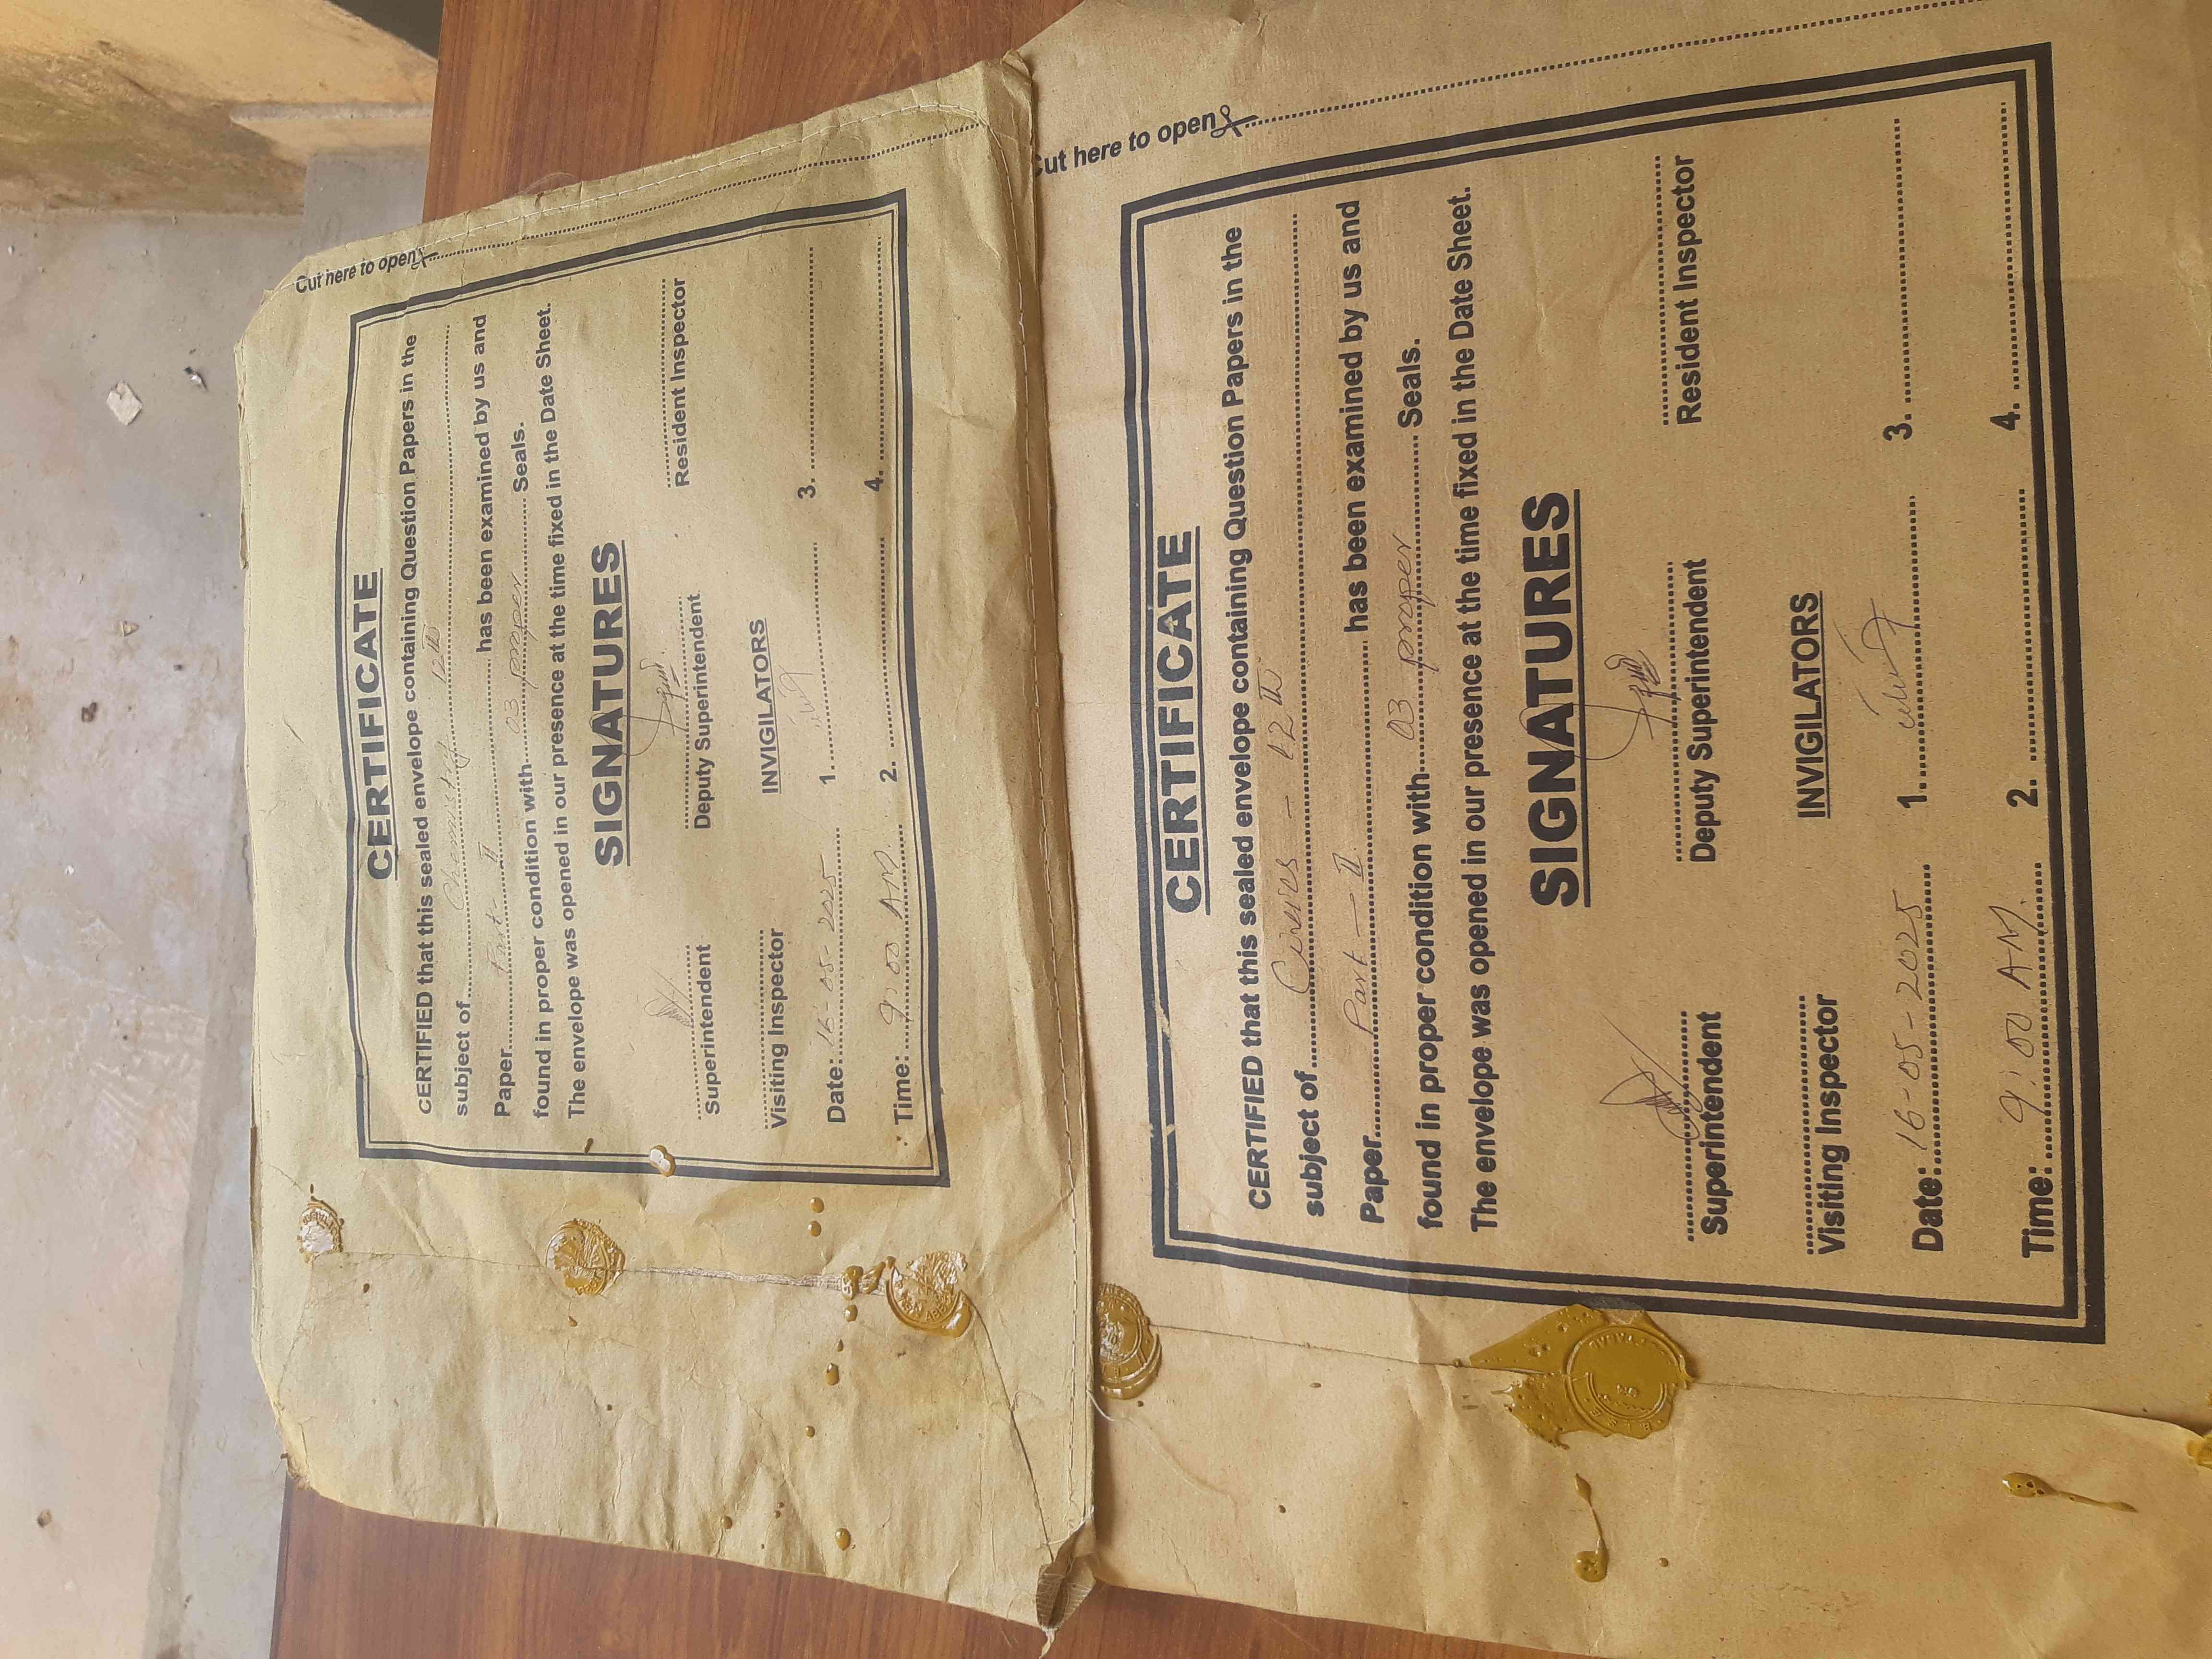 Cut here to open
CERTIFICATE
CERTIFIED that this sealed envelope containing Question Papers in the
subject of Chemistry 12th
Paper Part - II has been examined by us and
found in proper condition with 03 proper Seals.
The envelope was opened in our presence at the time fixed in the Date Sheet.
SIGNATURES
Superintendent
Deputy Superintendent
Resident Inspector
Visiting Inspector
INVIGILATORS
Date: 16-05-2025 1. 3.
Time: 9:00 AM. 2. 4.
Cut here to open
CERTIFICATE
CERTIFIED that this sealed envelope containing Question Papers in the
subject of Civics - 12th
Paper Part - II has been examined by us and
found in proper condition with 03 proper Seals.
The envelope was opened in our presence at the time fixed in the Date Sheet.
SIGNATURES
Superintendent
Deputy Superintendent
Resident Inspector
Visiting Inspector
INVIGILATORS
Date: 16-05-2025 1. 3.
Time: 9:00 AM. 2. 4.